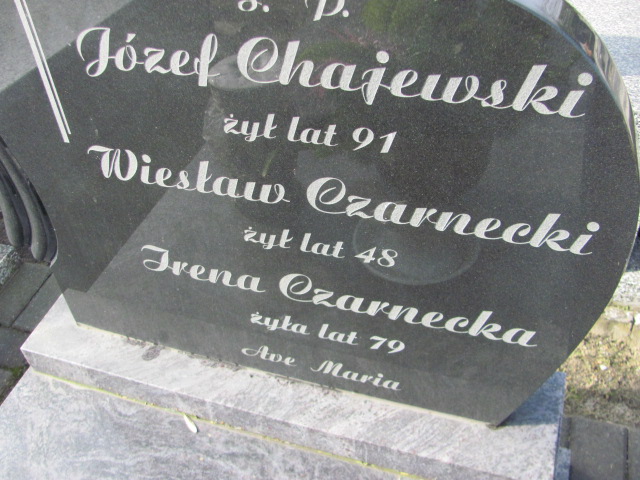 ś. p.
Józef Chajewski
żył lat 91
Wiesław Czarnecki
żył lat 48
Irena Czarnecka
żyła lat 79
Ave Maria